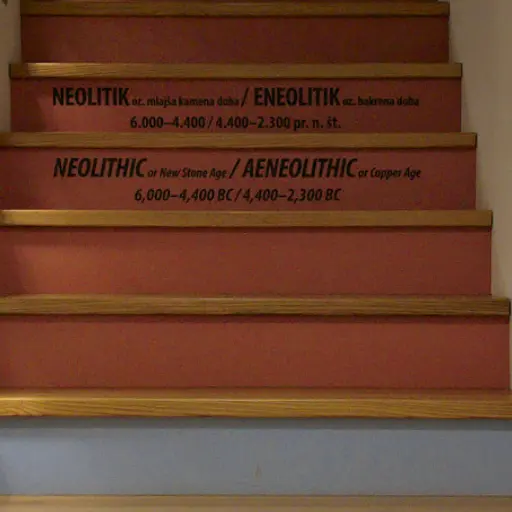 NEOLITIK oz. mlajša kamena doba / ENEOLITIK oz. bakrena doba
6.000–4.400 / 4.400–2.300 pr. n. št.
NEOLITHIC or New Stone Age / AENEOLITHIC or Copper Age
6,000–4,400 BC / 4,400–2,300 BC